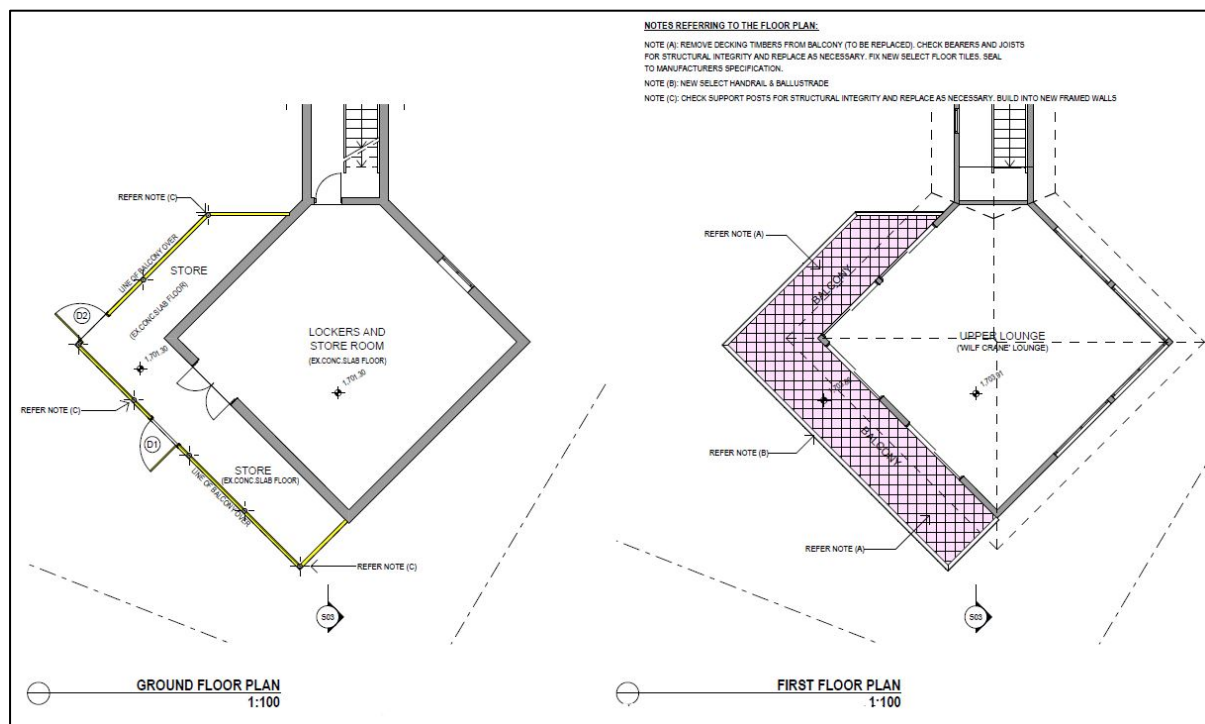 NOTES REFERRING TO THE FLOOR PLAN:
NOTE (A): REMOVE DECKING TIMBERS FROM BALCONY (TO BE REPLACED). CHECK BEARERS AND JOISTS
FOR STRUCTURAL INTEGRITY AND REPLACE AS NECESSARY. FIX NEW SELECT FLOOR TILES. SEAL
TO MANUFACTURERS SPECIFICATION.
NOTE (B): NEW SELECT HANDRAIL & BALLUSTRADE
NOTE (C): CHECK SUPPORT POSTS FOR STRUCTURAL INTEGRITY AND REPLACE AS NECESSARY. BUILD INTO NEW FRAMED WALLS
REFER NOTE (C)
LINE OF BALCONY OVER
STORE
(EX.CONC.SLAB FLOOR)
D2
LOCKERS AND
STORE ROOM
(EX.CONC.SLAB FLOOR)
1,701.30
1,701.30
REFER NOTE (C)
D1
STORE
(EX.CONC.SLAB FLOOR)
LINE OF BALCONY OVER
REFER NOTE (C)
S03
GROUND FLOOR PLAN
1:100
REFER NOTE (A)
BALCONY
UPPER LOUNGE
('WILF CRANE' LOUNGE)
1,703.91
BALCONY
REFER NOTE (B)
REFER NOTE (A)
S03
FIRST FLOOR PLAN
1:100